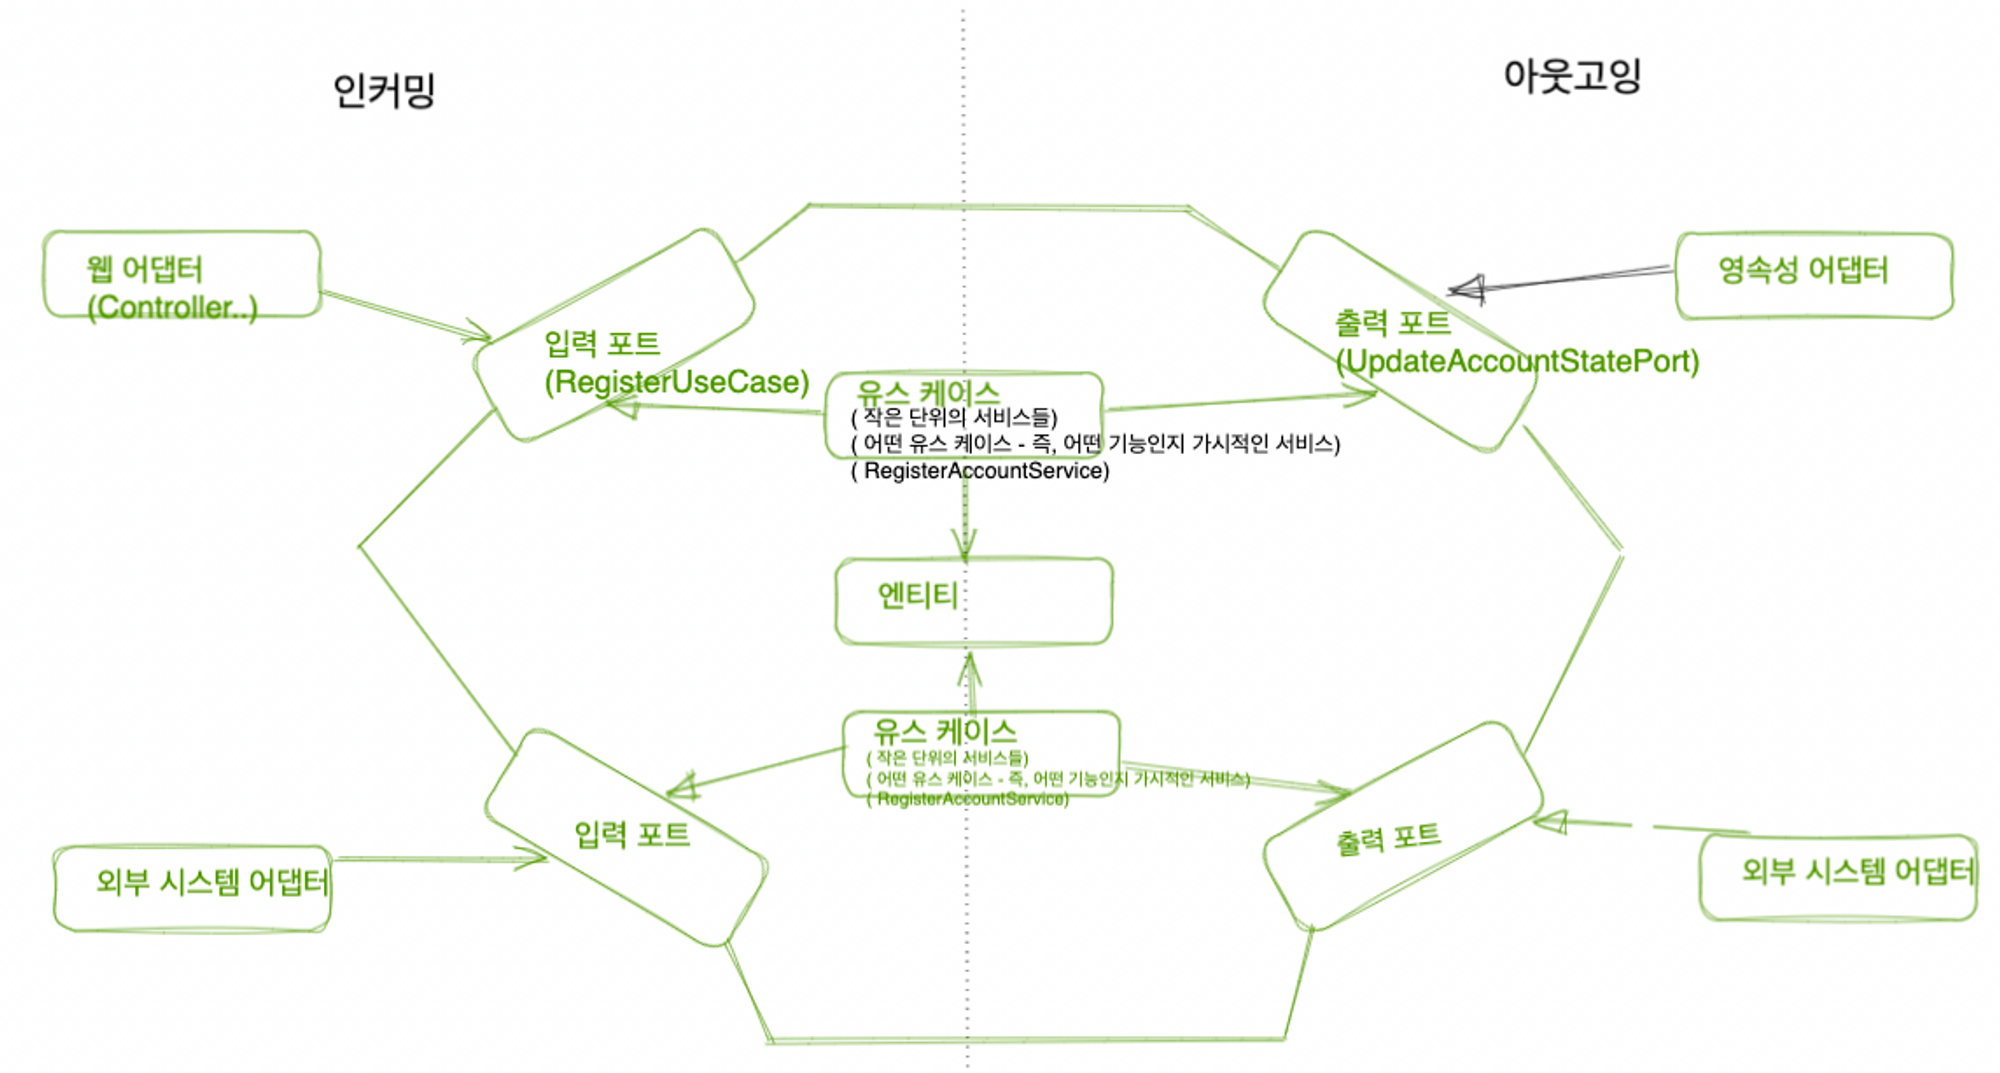 인커밍
아웃고잉
웹 어댑터
(Controller..)
입력 포트
(RegisterUseCase)
유스 케이스
( 작은 단위의 서비스들)
( 어떤 유스 케이스 - 즉, 어떤 기능인지 가시적인 서비스)
( RegisterAccountService)
출력 포트
(UpdateAccountStatePort)
영속성 어댑터
엔티티
유스 케이스
( 작은 단위의 서비스들)
( 어떤 유스 케이스 - 즉, 어떤 기능인지 가시적인 서비스)
( RegisterAccountService)
입력 포트
출력 포트
외부 시스템 어댑터
외부 시스템 어댑터